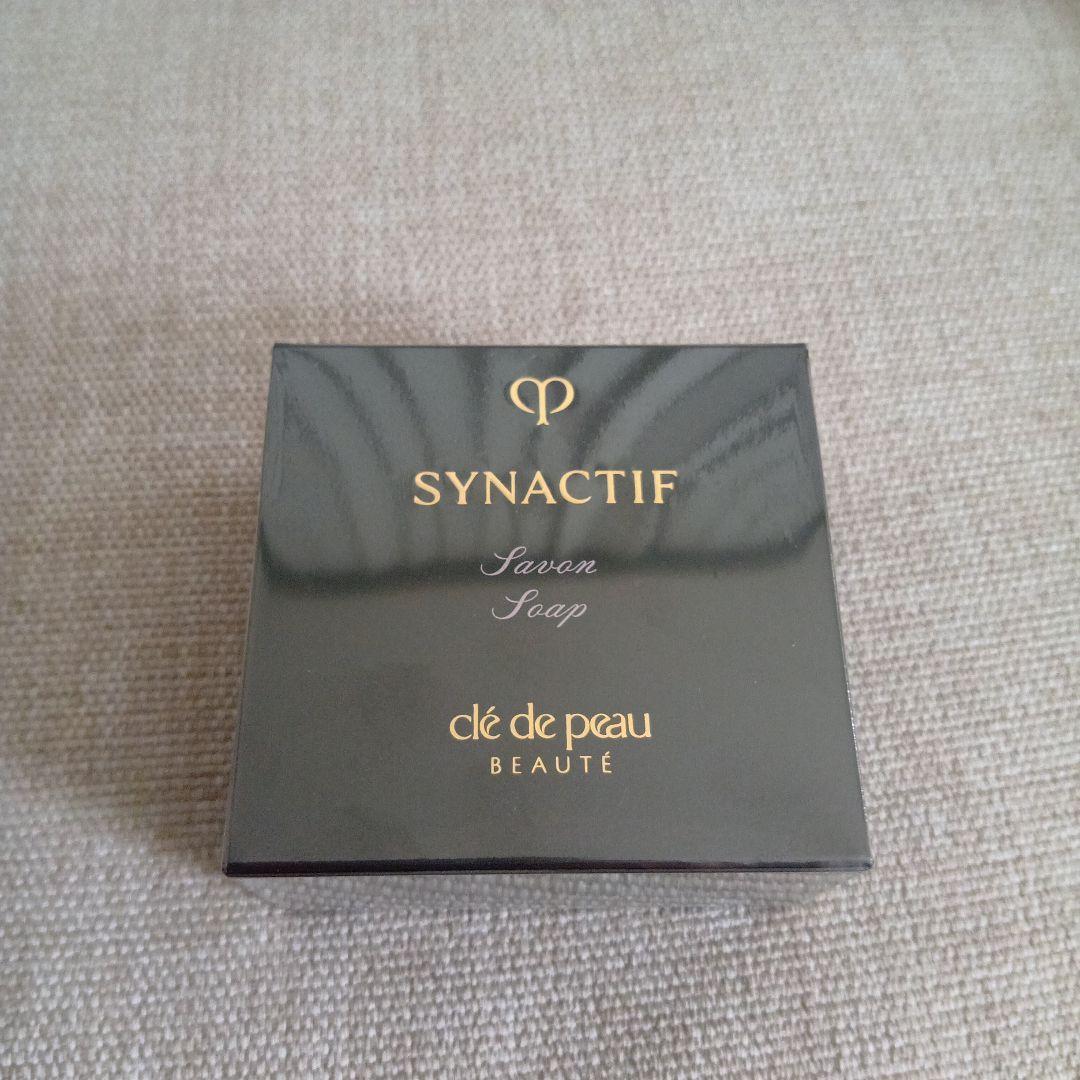 SYNACTIF
Savon
Soap
clé de peau
BEAUTÉ